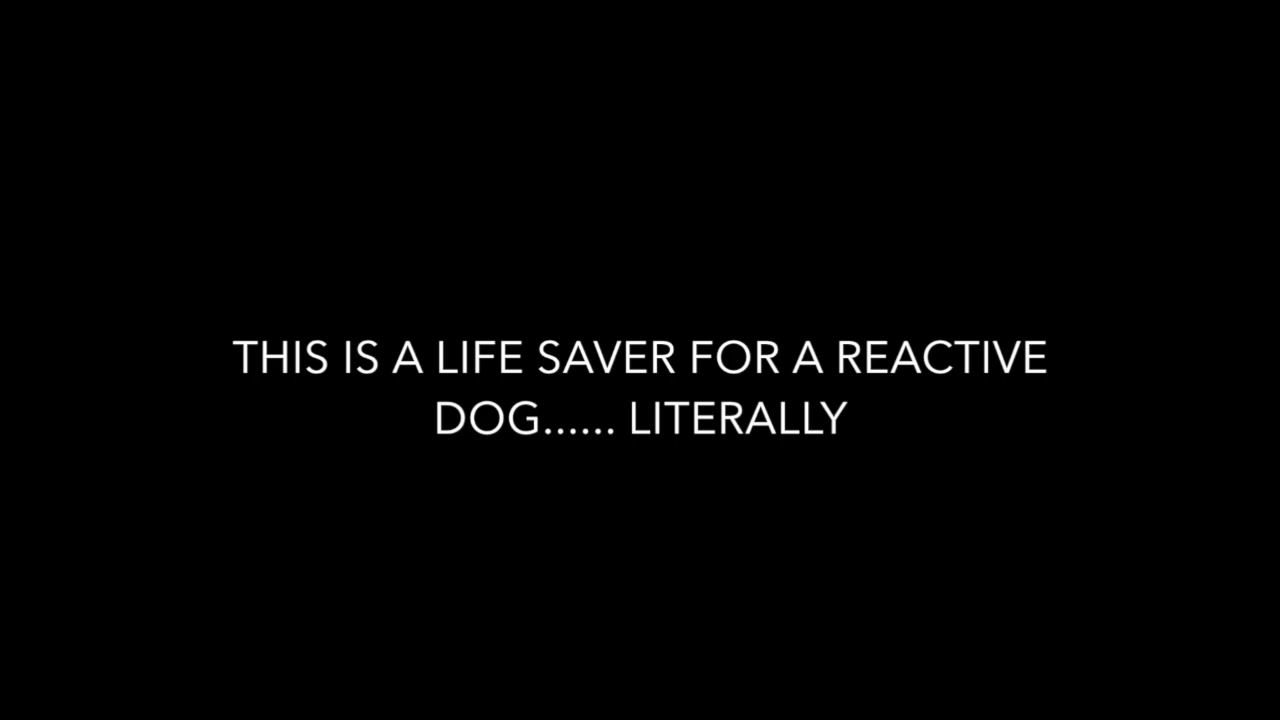 THIS IS A LIFE SAVER FOR A REACTIVE
DOG...... LITERALLY